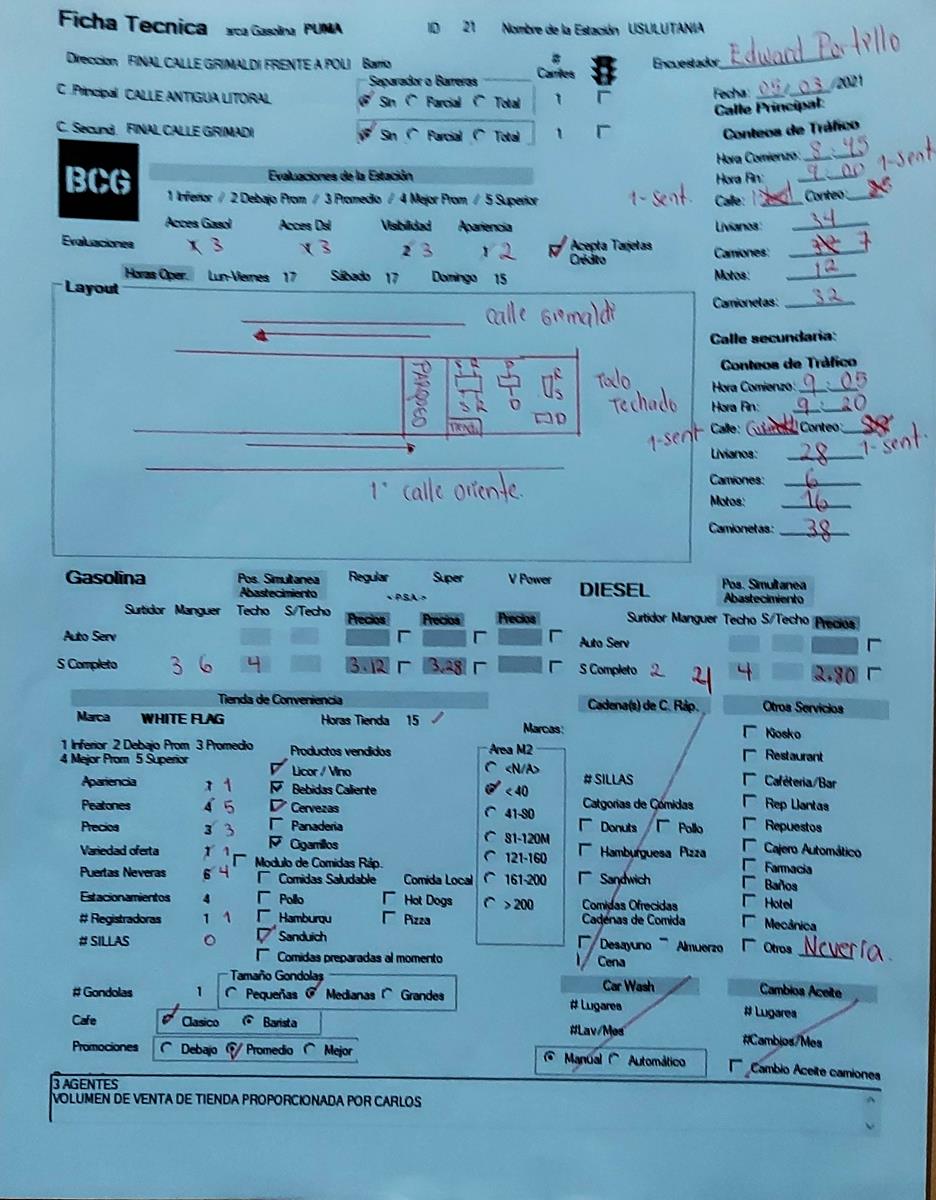 Ficha Tecnica arca Gasolina PUMA ID 21 Nombre de la Estación USULUTANIA
Encuestador Edward Portillo
Direccion FINAL CALLE GRIMALDI FRENTE A POLI Barrio
Separador o Barreras # Carriles
C .Principal CALLE ANTIGUA LITORAL Sin Parcial Total 1
C. Secund. FINAL CALLE GRIMADI Sin Parcial Total 1
Fecha: 05/03/2021
Calle Principal:
Conteos de Tráfico
Hora Comienzo: 8:45
Hora Fin: 9:00 1-sent
Calle: Conteo:
1-sent.
Livianos: 34
Camiones: 7
Motos: 12
Camionetas: 32
BCG
Evaluaciones de la Estación
1 Inferior / 2 Debajo Prom / 3 Promedio / 4 Mejor Prom / 5 Superior
Acces Gasol Acces Dsl Visibilidad Apariencia
Evaluaciones 3 3 2 3 2 Acepta Tarjetas Crédito
Horas Oper. Lun-Viernes 17 Sábado 17 Domingo 15
Layout
Calle Grimaldi
PARQUEO S R P R S
S R D D
Tienda
Todo Techado
1° Calle Oriente.
Calle secundaria:
Conteos de Tráfico
Hora Comienzo: 9:05
Hora Fin: 9:20
1-sent Calle: Conteo: 1-sent
Livianos: 28
Camiones: 6
Motos: 16
Camionetas: 38
Gasolina Pos. Simultanea Abastecimiento Regular Super V Power
<-P.S.A.->
Surtidor Manguer Techo S/Techo Precios Precios Precios
Auto Serv
S Completo 3 6 4 3.12 3.28
DIESEL Pos. Simultanea Abastecimiento
Surtidor Manguer Techo S/Techo Precios
Auto Serv
S Completo 2 4 2.80
Tienda de Conveniencia
Marca WHITE FLAG Horas Tienda 15
Marcas:
1 Inferior 2 Debajo Prom 3 Promedio
4 Mejor Prom 5 Superior
Apariencia 1
Peatones 4 5
Precios 3 3
Variedad oferta 1 1
Puertas Neveras 6 4
Estacionamientos 4
# Registradoras 1 1
# SILLAS 0
Productos vendidos
Licor / Vino
Bebidas Caliente
Cervezas
Panaderia
Cigarrillos
Modulo de Comidas Ráp.
Comidas Saludable Comida Local
Pollo Hot Dogs
Hamburqu Pizza
Sanduich
Comidas preparadas al momento
Area M2
<N/A>
< 40
41-80
81-120M
121-160
161-200
> 200
# Gondolas 1
Tamaño Gondolas
Pequeñas Medianas Grandes
Cafe Clasico Barista
Promociones Debajo Promedio Mejor
Cadena(s) de C. Ráp.
# SILLAS
Catgorias de Comidas
Donuts Pollo
Hamburguesa Pizza
Sandwich
Comidas Ofrecidas
Cadenas de Comida
Desayuno Almuerzo
Cena
Otros Servicios
Kiosko
Restaurant
Caféteria/Bar
Rep Llantas
Repuestos
Cajero Automático
Farmacia
Baños
Hotel
Mecánica
Otros Nevería.
Car Wash
# Lugares
#Lav/Mes
Manual Automático
Cambios Aceite
# Lugares
#Cambios/Mes
Cambio Aceite camiones
3 AGENTES
VOLUMEN DE VENTA DE TIENDA PROPORCIONADA POR CARLOS